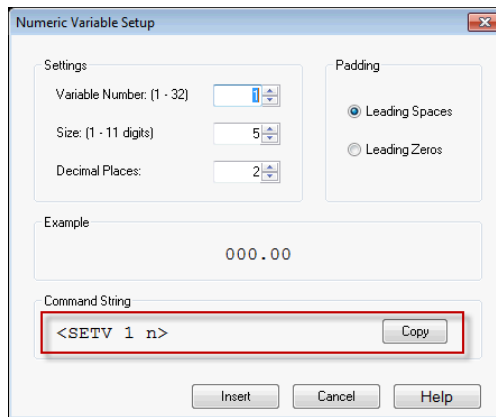 Numeric Variable Setup
Settings
Variable Number: (1 - 32)
1
Size: (1 - 11 digits)
5
Decimal Places:
2
Padding
Leading Spaces
Leading Zeros
Example
000.00
Command String
<SETV 1 n>
Copy
Insert
Cancel
Help